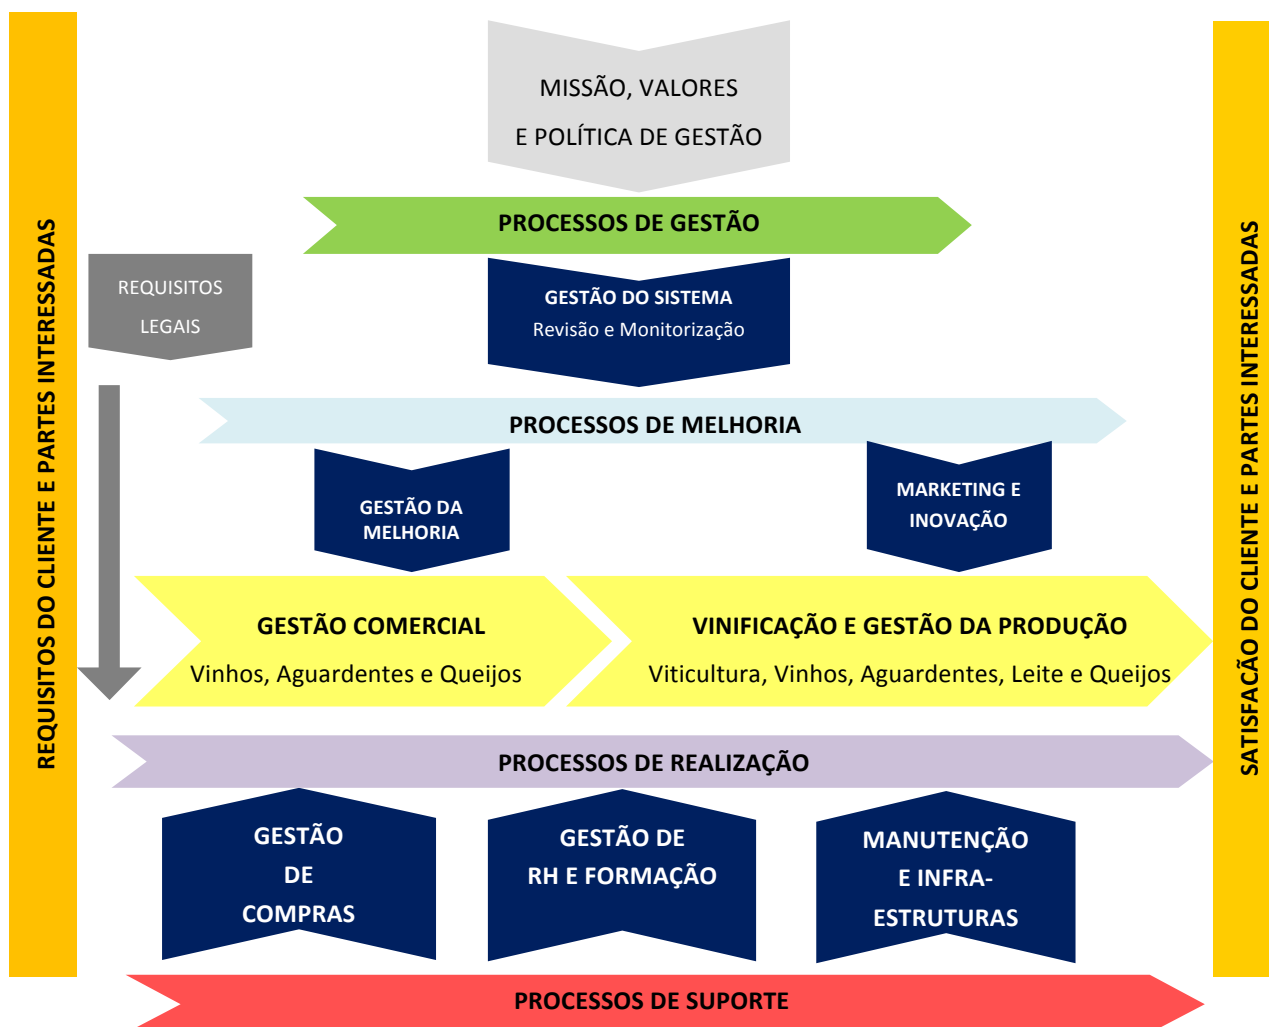 MISSÃO, VALORES
E POLÍTICA DE GESTÃO
PROCESSOS DE GESTÃO
REQUISITOS DO CLIENTE E PARTES INTERESSADAS
SATISFAÇÃO DO CLIENTE E PARTES INTERESSADAS
REQUISITOS
LEGAIS
GESTÃO DO SISTEMA
Revisão e Monitorização
PROCESSOS DE MELHORIA
GESTÃO DA
MELHORIA
MARKETING E
INOVAÇÃO
GESTÃO COMERCIAL
Vinhos, Aguardentes e Queijos
VINIFICAÇÃO E GESTÃO DA PRODUÇÃO
Viticultura, Vinhos, Aguardentes, Leite e Queijos
PROCESSOS DE REALIZAÇÃO
GESTÃO
DE
COMPRAS
GESTÃO DE
RH E FORMAÇÃO
MANUTENÇÃO
E INFRA-
ESTRUTURAS
PROCESSOS DE SUPORTE